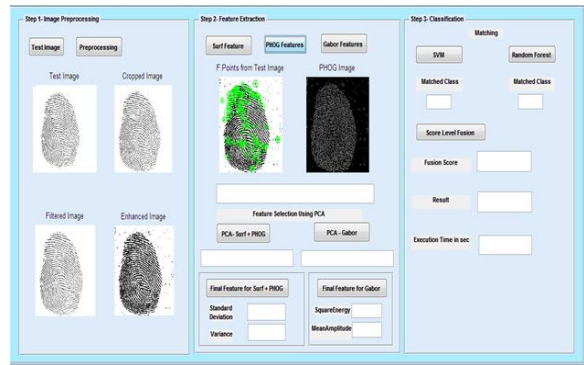 Step 1- Image Preprocessing
Test Image
Preprocessing
Test Image
Cropped Image
Filtered Image
Enhanced Image
Step 2- Feature Extraction
Surf Feature
PHOG Features
Gabor Features
F.Points from Test Image
PHOG Image
Feature Selection Using PCA
PCA- Surf + PHOG
PCA - Gabor
Final Feature for Surf + PHOG
Standard
Deviation
Variance
Final Feature for Gabor
SquareEnergy
MeanAmplitude
Step 3- Classification
Matching
SVM
Random Forest
Matched Class
Matched Class
Score Level Fusion
Fusion Score
Result
Execution Time in sec